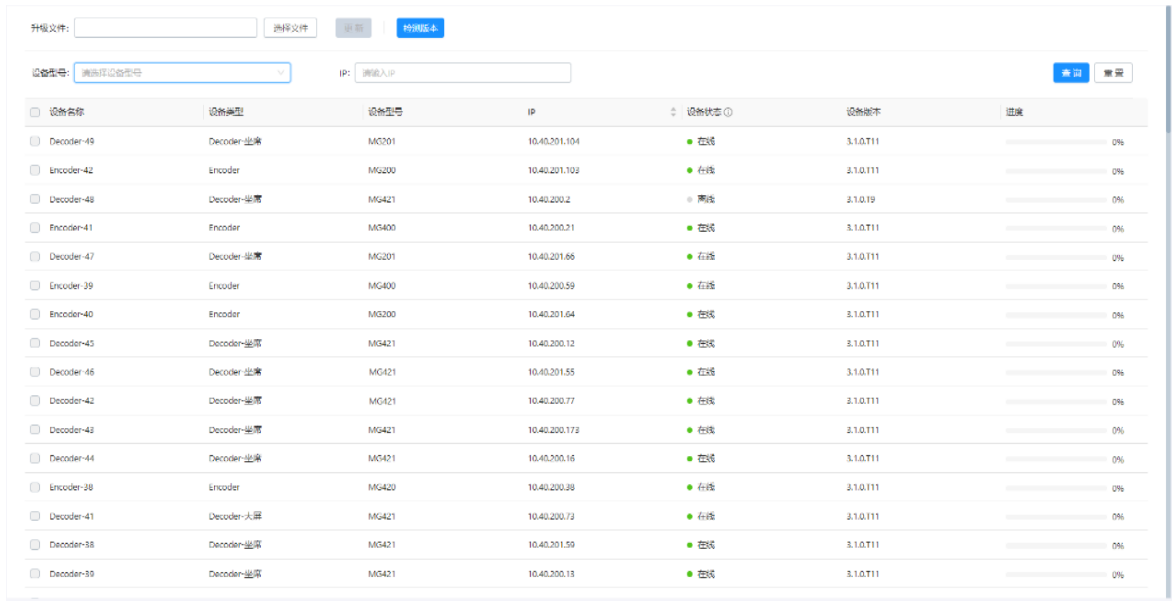 升级文件: 选择文件 更新 检测版本
设备型号: 请选择设备型号 IP: 请输入IP 查询 重置
设备名称 设备类型 设备型号 IP 设备状态 设备版本 进度
Decoder-49 Decoder-坐席 MG201 10.40.201.104 在线 3.1.0.T11 0%
Encoder-42 Encoder MG200 10.40.201.103 在线 3.1.0.T11 0%
Decoder-48 Decoder-坐席 MG421 10.40.200.2 离线 3.1.0.T9 0%
Encoder-41 Encoder MG400 10.40.200.21 在线 3.1.0.T11 0%
Decoder-47 Decoder-坐席 MG201 10.40.201.66 在线 3.1.0.T11 0%
Encoder-39 Encoder MG400 10.40.200.59 在线 3.1.0.T11 0%
Encoder-40 Encoder MG200 10.40.201.64 在线 3.1.0.T11 0%
Decoder-45 Decoder-坐席 MG421 10.40.200.12 在线 3.1.0.T11 0%
Decoder-46 Decoder-坐席 MG421 10.40.201.55 在线 3.1.0.T11 0%
Decoder-42 Decoder-坐席 MG421 10.40.200.77 在线 3.1.0.T11 0%
Decoder-43 Decoder-坐席 MG421 10.40.200.173 在线 3.1.0.T11 0%
Decoder-44 Decoder-坐席 MG421 10.40.200.16 在线 3.1.0.T11 0%
Encoder-38 Encoder MG420 10.40.200.38 在线 3.1.0.T11 0%
Decoder-41 Decoder-大屏 MG421 10.40.200.73 在线 3.1.0.T11 0%
Decoder-38 Decoder-坐席 MG421 10.40.201.59 在线 3.1.0.T11 0%
Decoder-39 Decoder-坐席 MG421 10.40.200.13 在线 3.1.0.T11 0%